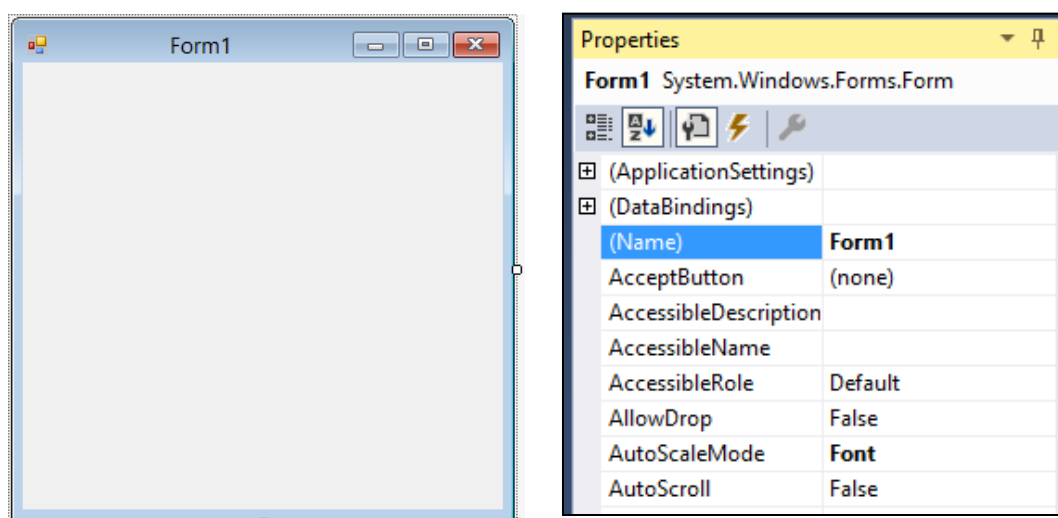 Form1
Properties
Form1 System.Windows.Forms.Form
(ApplicationSettings)
(DataBindings)
(Name) Form1
AcceptButton (none)
AccessibleDescription
AccessibleName
AccessibleRole Default
AllowDrop False
AutoScaleMode Font
AutoScroll False